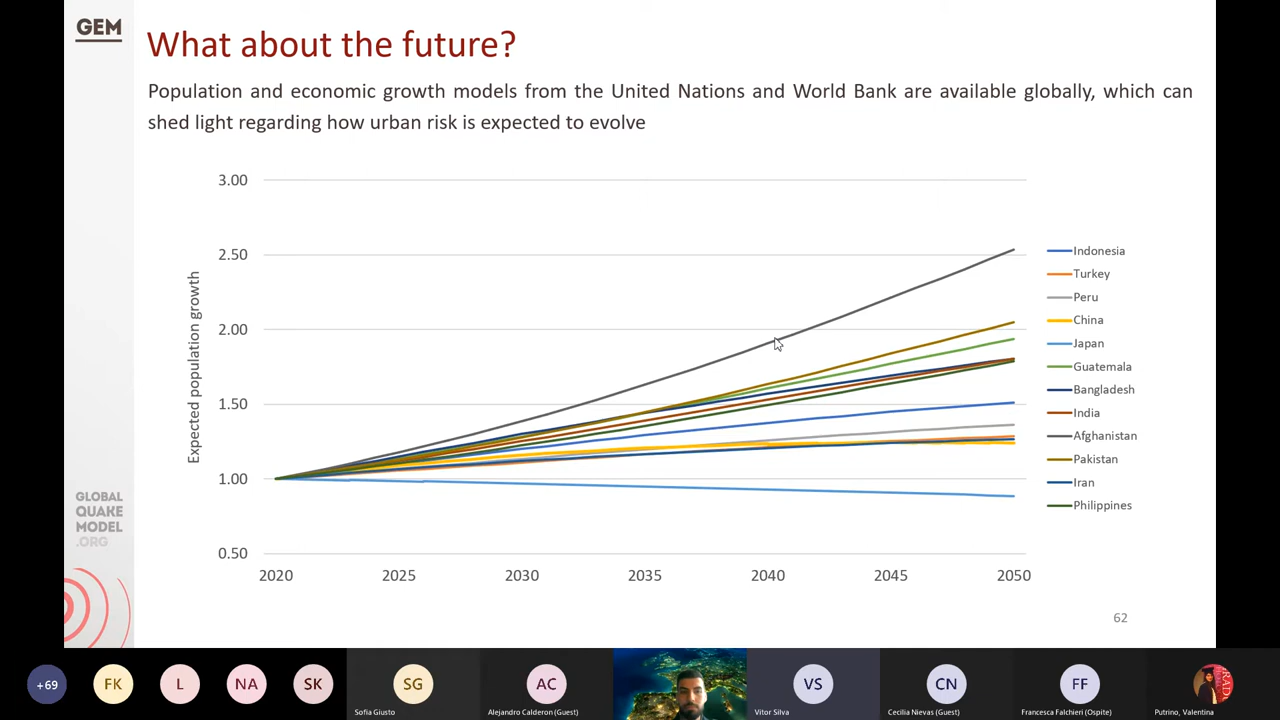 GEM
What about the future?
Population and economic growth models from the United Nations and World Bank are available globally, which can
shed light regarding how urban risk is expected to evolve
3.00
2.50
2.00
1.50
1.00
0.50
Expected population growth
2020 2025 2030 2035 2040 2045 2050
Indonesia
Turkey
Peru
China
Japan
Guatemala
Bangladesh
India
Afghanistan
Pakistan
Iran
Philippines
GLOBAL
QUAKE
MODEL
.ORG
62
+69 FK L NA SK SG AC VS CN FF
Sofia Giusto Alejandro Calderon (Guest) Vitor Silva Cecilia Nievas (Guest) Francesca Falchieri (Ospite) Putrino, Valentina